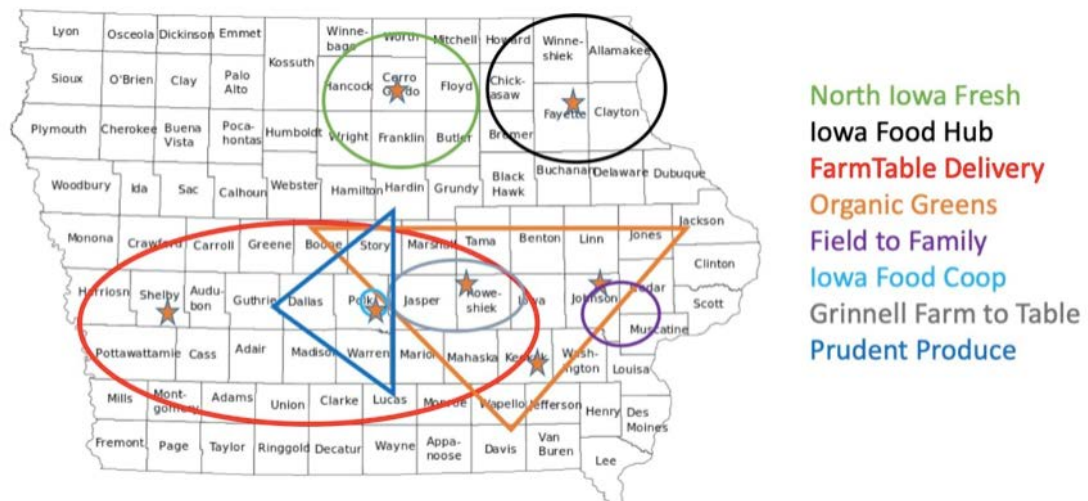 Lyon Osceola Dickinson Emmet
Winne-
bago Worth Mitchell Howard Winne-
shiek Allamakee
Kossuth
Sioux O'Brien Clay Palo
Alto
Hancock Cerro
Gordo Floyd Chick-
asaw
Fayette Clayton
Plymouth Cherokee Buena
Vista Poca-
hontas Humboldt Wright Franklin Butler Bremer
Woodbury Ida Sac Calhoun Webster Hamilton Hardin Grundy Black
Hawk Buchanan Delaware Dubuque
Monona Crawford Carroll Greene Boone Story Marshall Tama Benton Linn Jones Jackson
Clinton
Harriosn Shelby Audu-
bon Guthrie Dallas Polk Jasper Powe-
shiek Iowa Johnson Cedar Scott
Muscatine
Pottawattamie Cass Adair Madison Warren Marion Mahaska Keokuk Wash-
ington Louisa
Mills Mont-
gomery Adams Union Clarke Lucas Monroe Wapello Jefferson Henry Des
Moines
Fremont Page Taylor Ringgold Decatur Wayne Appa-
noose Davis Van
Buren Lee
North Iowa Fresh
Iowa Food Hub
FarmTable Delivery
Organic Greens
Field to Family
Iowa Food Coop
Grinnell Farm to Table
Prudent Produce